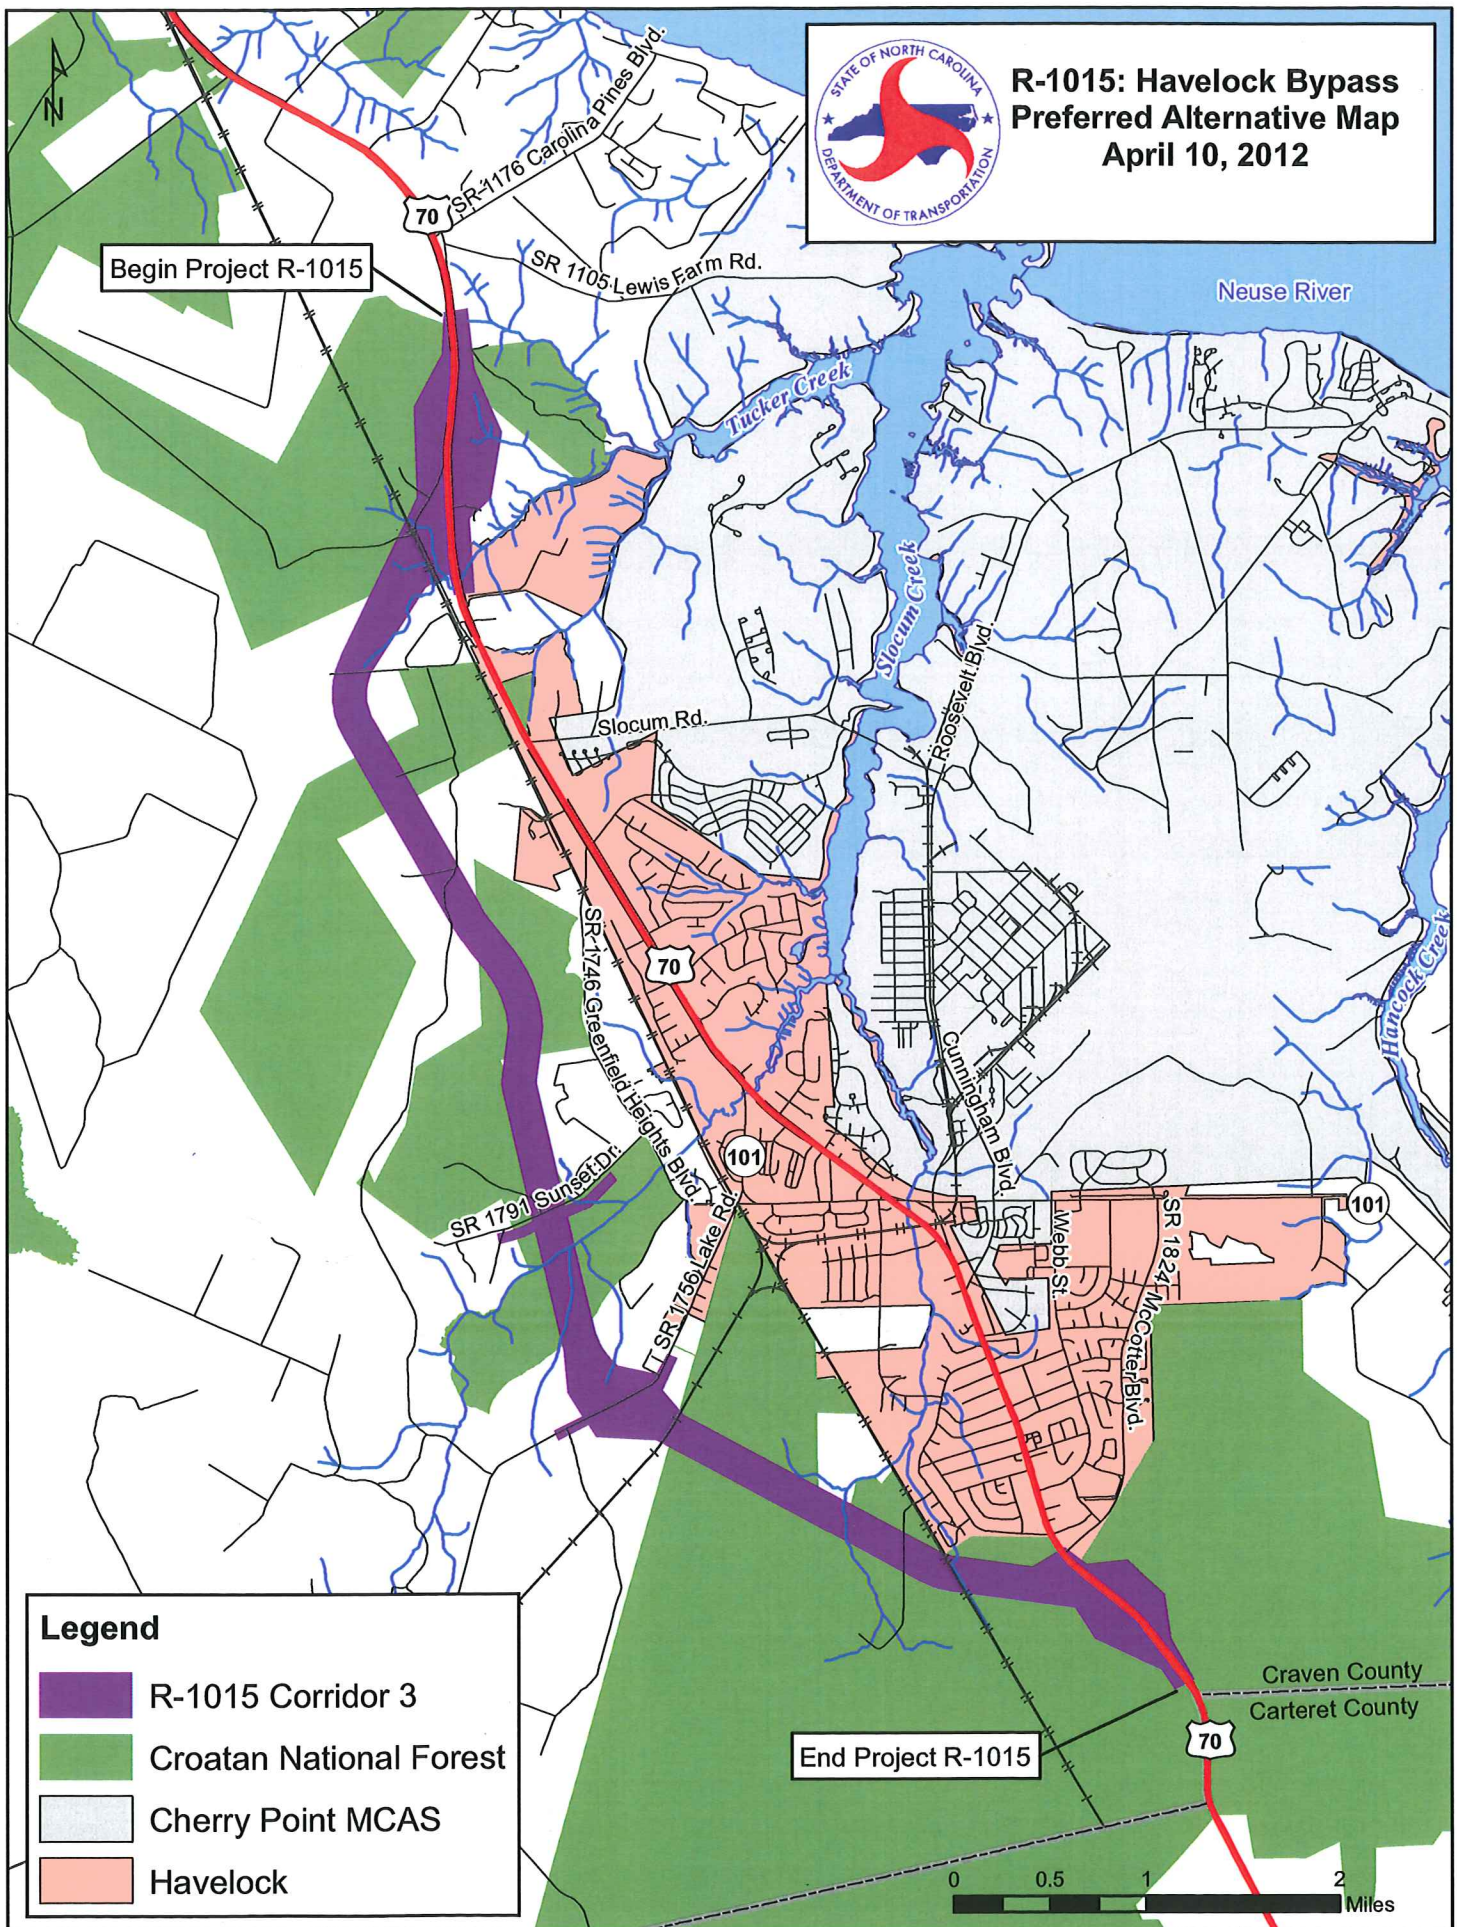 STATE OF NORTH CAROLINA
DEPARTMENT OF TRANSPORTATION
R-1015: Havelock Bypass
Preferred Alternative Map
April 10, 2012
N
SR 1176 Carolina Pines Blvd.
70
Begin Project R-1015
SR 1105 Lewis Farm Rd.
Neuse River
Tucker Creek
Slocum Creek
Roosevelt Blvd.
Slocum Rd.
SR 1746 Greenfield Heights Blvd.
70
Hancock Creek
Cunningham Blvd.
101
SR 1791 Sunset Dr.
SR 1756 Lake Rd.
Webb St.
SR 1824 McCotter Blvd.
101
Craven County
Carteret County
70
End Project R-1015
Legend
R-1015 Corridor 3
Croatan National Forest
Cherry Point MCAS
Havelock
0 0.5 1 2
Miles